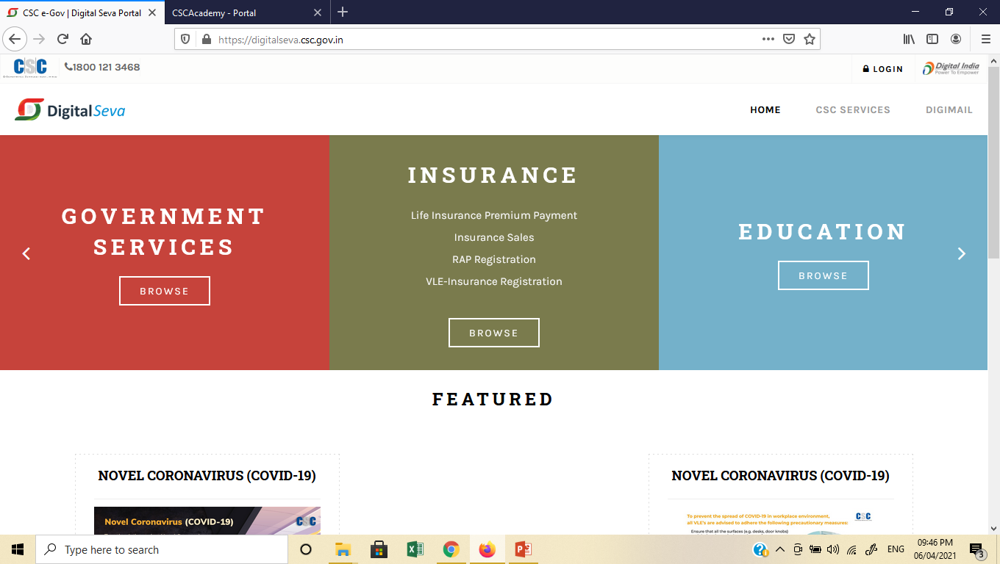 CSC e-Gov | Digital Seva Portal
CSCAcademy - Portal
https://digitalseva.csc.gov.in
CSC
1800 121 3468
LOGIN
Digital India
Power To Empower
DigitalSeva
HOME
CSC SERVICES
DIGIMAIL
GOVERNMENT
SERVICES
BROWSE
INSURANCE
Life Insurance Premium Payment
Insurance Sales
RAP Registration
VLE-Insurance Registration
BROWSE
EDUCATION
BROWSE
FEATURED
NOVEL CORONAVIRUS (COVID-19)
Novel Coronavirus (COVID-19)
CSC
NOVEL CORONAVIRUS (COVID-19)
CSC
To prevent the spread of COVID-19 in workplace environment,
all VLE's are advised to adhere the following precautionary measures:
Ensure that all the surfaces (e.g. desks, door knobs)
Type here to search
ENG
09:46 PM
06/04/2021
3